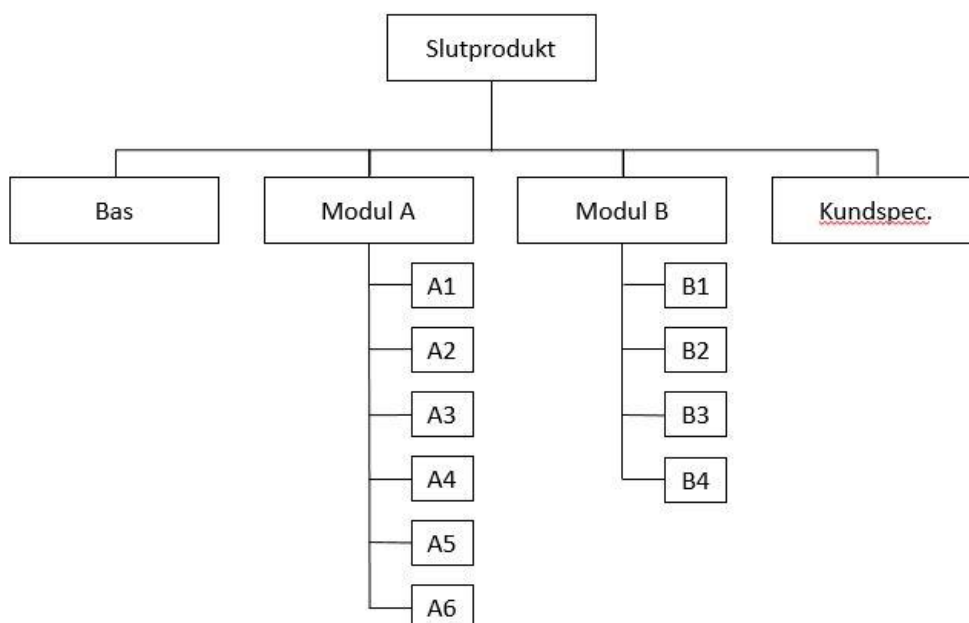 Slutprodukt
Bas
Modul A
Modul B
Kundspec.
A1
A2
A3
A4
A5
A6
B1
B2
B3
B4